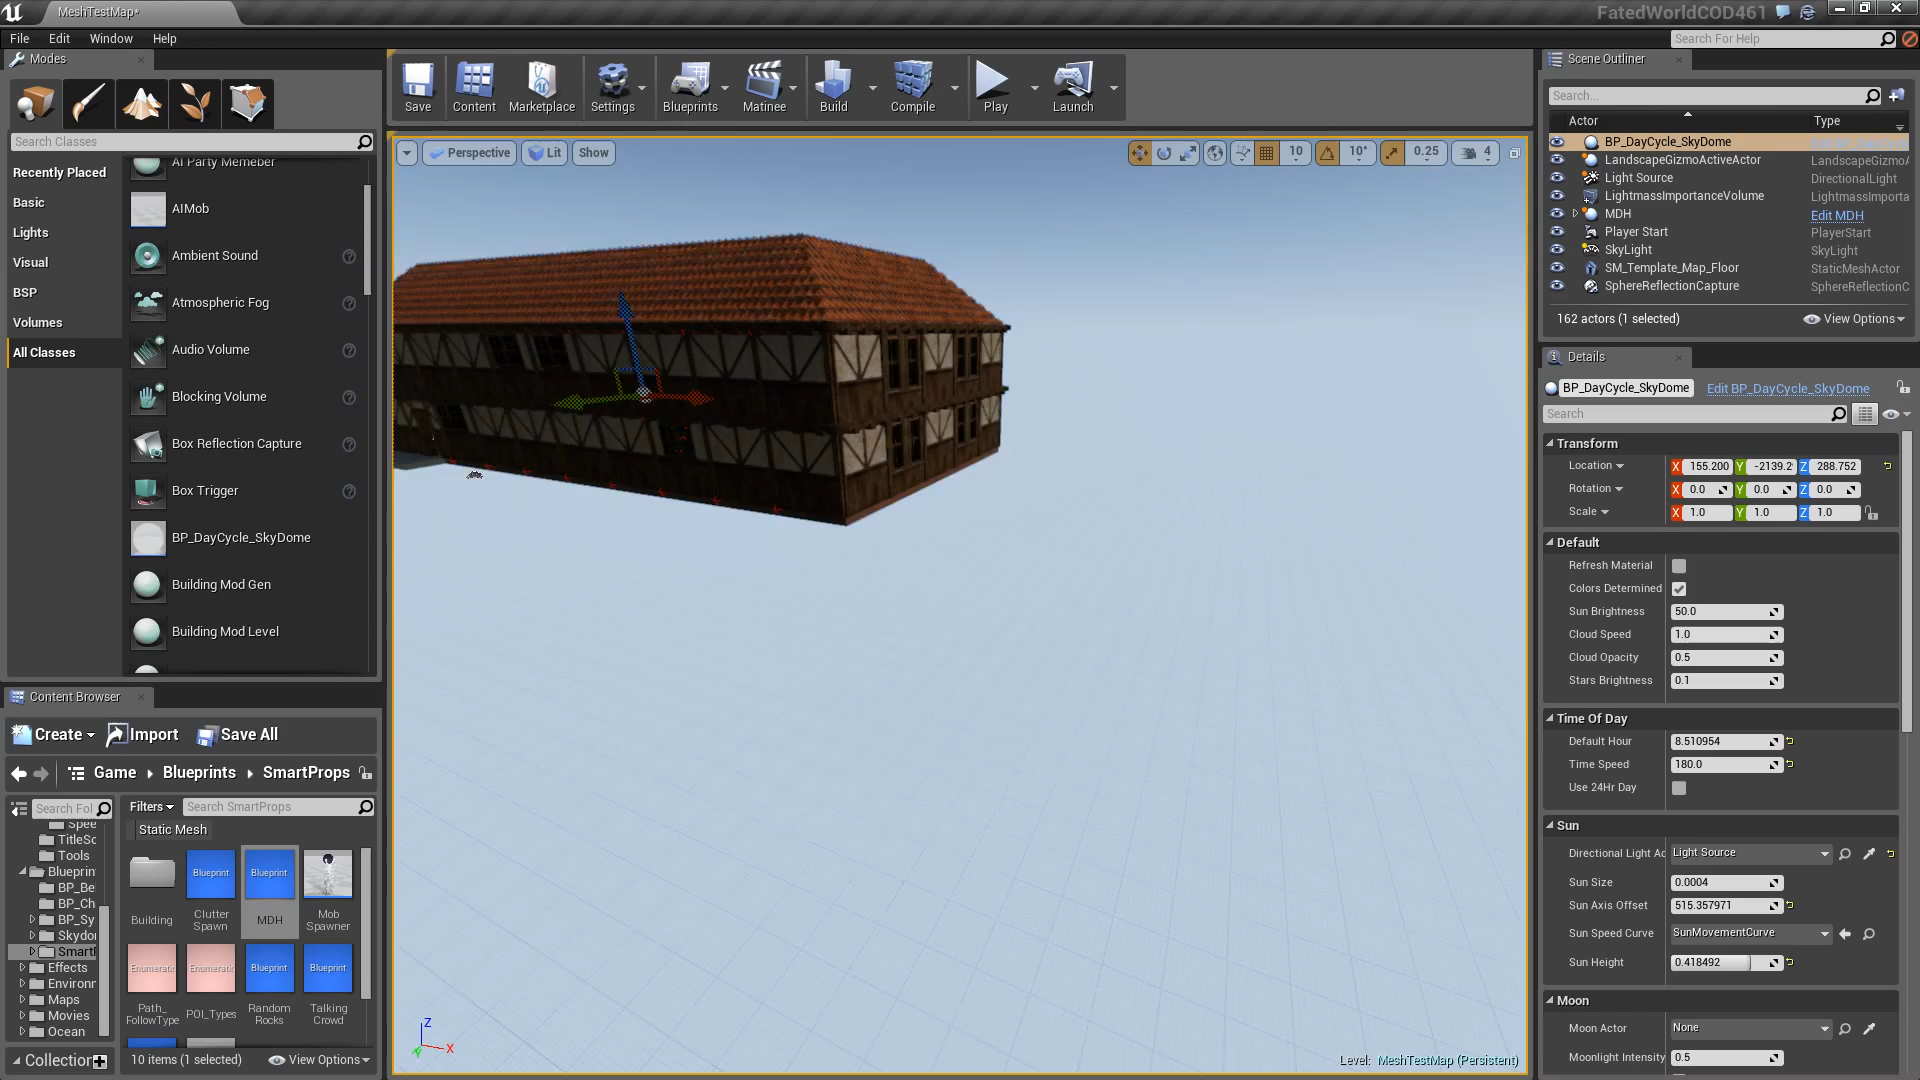 MeshTestMap*
FatedWorldCOD461
File Edit Window Help
Search For Help
Modes
Search Classes
Recently Placed
Basic
Lights
Visual
BSP
Volumes
All Classes
AI Party Memeber
AIMob
Ambient Sound
Atmospheric Fog
Audio Volume
Blocking Volume
Box Reflection Capture
Box Trigger
BP_DayCycle_SkyDome
Building Mod Gen
Building Mod Level
Save Content Marketplace Settings Blueprints Matinee Build Compile Play Launch
Perspective Lit Show
10 10° 0.25 4
Z
X
Y
Level: MeshTestMap (Persistent)
Content Browser
Create Import Save All
Game Blueprints SmartProps
Search Fol
Filters Search SmartProps
Static Mesh
Spee
TitleSc
Tools
Blueprin
BP_Be
BP_Ch
BP_Sy
Skydo
SmartP
Effects
Environm
Maps
Movies
Ocean
Blueprint Blueprint
Building Clutter Spawn MDH Mob Spawner
Enumeratio Enumeratio Blueprint Blueprint
Path_FollowType POI_Types Random Rocks Talking Crowd
Collection
10 items (1 selected) View Options
Scene Outliner
Search...
Actor Type
BP_DayCycle_SkyDome
LandscapeGizmoActiveActor LandscapeGizmoA
Light Source DirectionalLight
LightmassImportanceVolume LightmassImporta
MDH Edit MDH
Player Start PlayerStart
SkyLight SkyLight
SM_Template_Map_Floor StaticMeshActor
SphereReflectionCapture SphereReflectionC
162 actors (1 selected) View Options
Details
BP_DayCycle_SkyDome Edit BP_DayCycle_SkyDome
Search
Transform
Location X 155.200 Y -2139.2 Z 288.752
Rotation X 0.0 Y 0.0 Z 0.0
Scale X 1.0 Y 1.0 Z 1.0
Default
Refresh Material
Colors Determined
Sun Brightness 50.0
Cloud Speed 1.0
Cloud Opacity 0.5
Stars Brightness 0.1
Time Of Day
Default Hour 8.510954
Time Speed 180.0
Use 24Hr Day
Sun
Directional Light Ac Light Source
Sun Size 0.0004
Sun Axis Offset 515.357971
Sun Speed Curve SunMovementCurve
Sun Height 0.418492
Moon
Moon Actor None
Moonlight Intensity 0.5